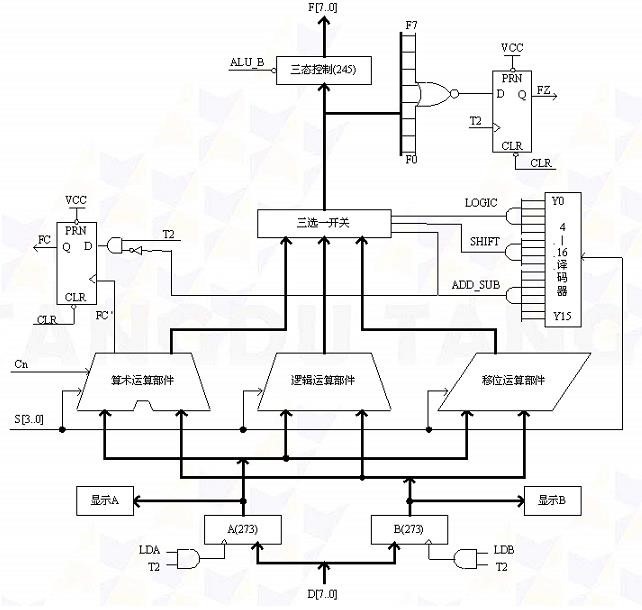 F[7..0]
F7
VCC
ALU_B
三态控制(245)
PRN
D
Q
FZ
T2
CLR
F0
CLR
LOGIC
Y0
VCC
三选一开关
4
|
16
译
码
器
PRN
FC
Q
D
T2
SHIFT
CLR
ADD_SUB
CLR
FC'
Y15
TANGDU TANG
Cn
算术运算部件
逻辑运算部件
移位运算部件
S[3..0]
显示A
显示B
A(273)
B(273)
LDA
T2
LDB
T2
D[7..0]